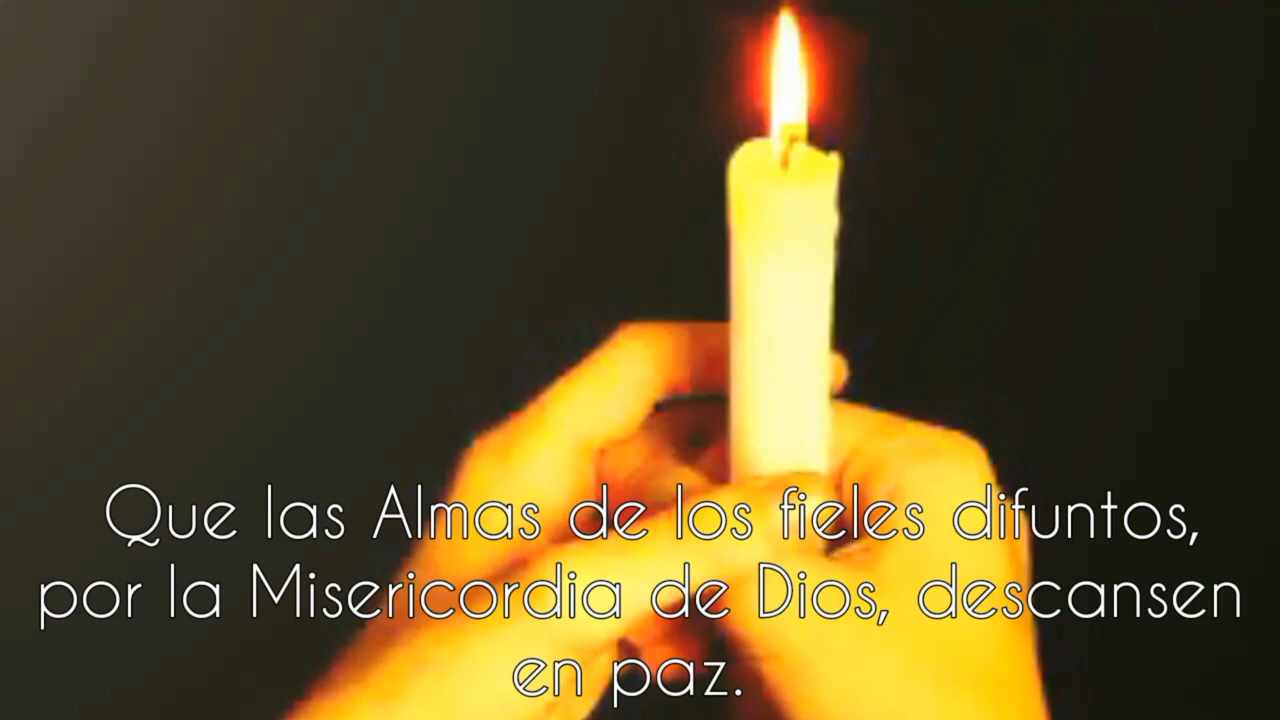 Que las Almas de los fieles difuntos,
por la Misericordia de Dios, descansen
en paz.